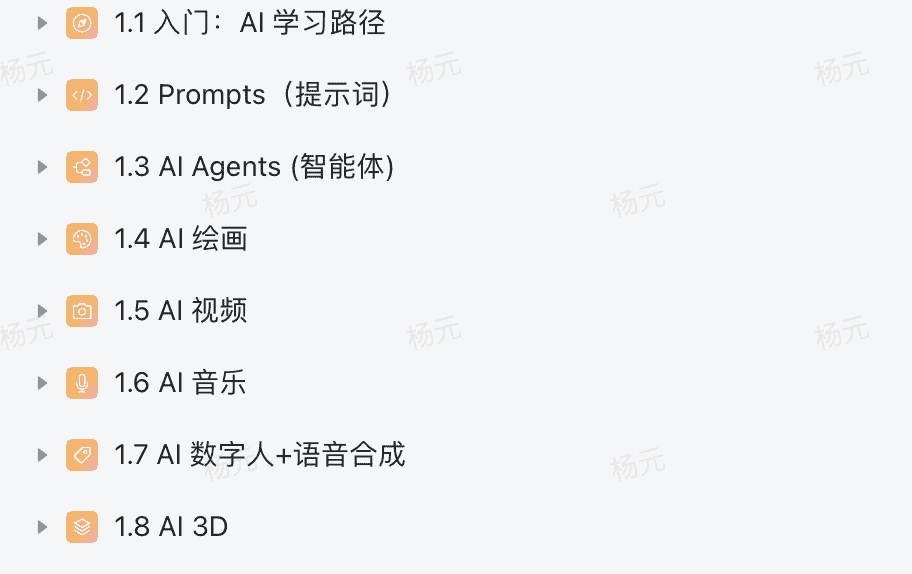 1.1 入门：AI 学习路径
杨元 杨元 杨元
1.2 Prompts（提示词）
1.3 AI Agents (智能体)
杨元 杨元
1.4 AI 绘画
1.5 AI 视频
杨元 杨元 杨元
1.6 AI 音乐
1.7 AI 数字人+语音合成
杨元 杨元
1.8 AI 3D